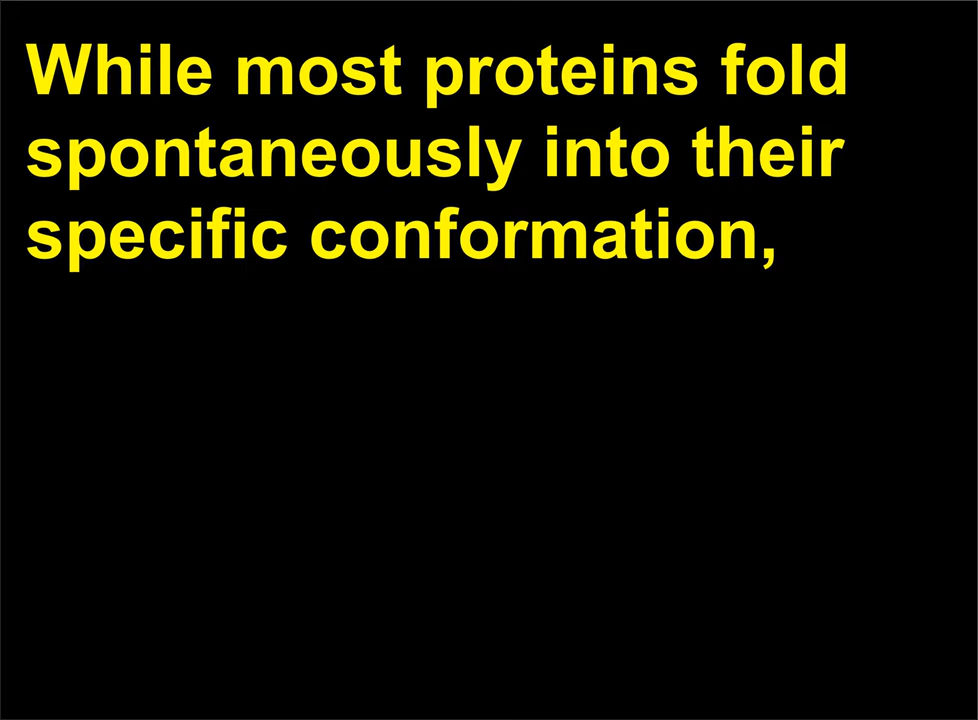 While most proteins fold
spontaneously into their
specific conformation,